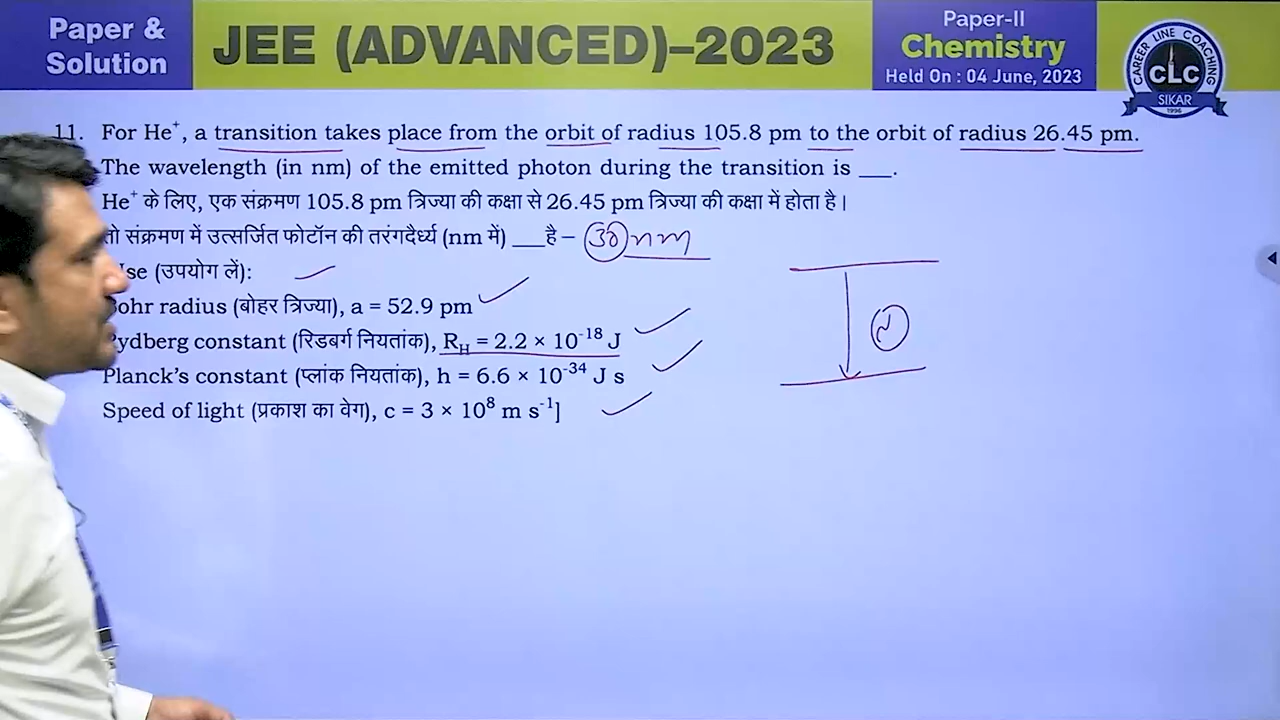 Paper &
Solution
JEE (ADVANCED)–2023
Paper-II
Chemistry
Held On : 04 June, 2023
CAREER LINE COACHING
CLC
SIKAR
1996
11. For He⁺, a transition takes place from the orbit of radius 105.8 pm to the orbit of radius 26.45 pm.
The wavelength (in nm) of the emitted photon during the transition is ___.
He⁺ के लिए, एक संक्रमण 105.8 pm त्रिज्या की कक्षा से 26.45 pm त्रिज्या की कक्षा में होता है।
तो संक्रमण में उत्सर्जित फोटॉन की तरंगदैर्ध्य (nm में) ___है– 30 nm
se (उपयोग लें):
ohr radius (बोहर त्रिज्या), a = 52.9 pm
ydberg constant (रिडबर्ग नियतांक), R_H = 2.2 × 10⁻¹⁸ J
Planck's constant (प्लांक नियतांक), h = 6.6 × 10⁻³⁴ J s
Speed of light (प्रकाश का वेग), c = 3 × 10⁸ m s⁻¹]